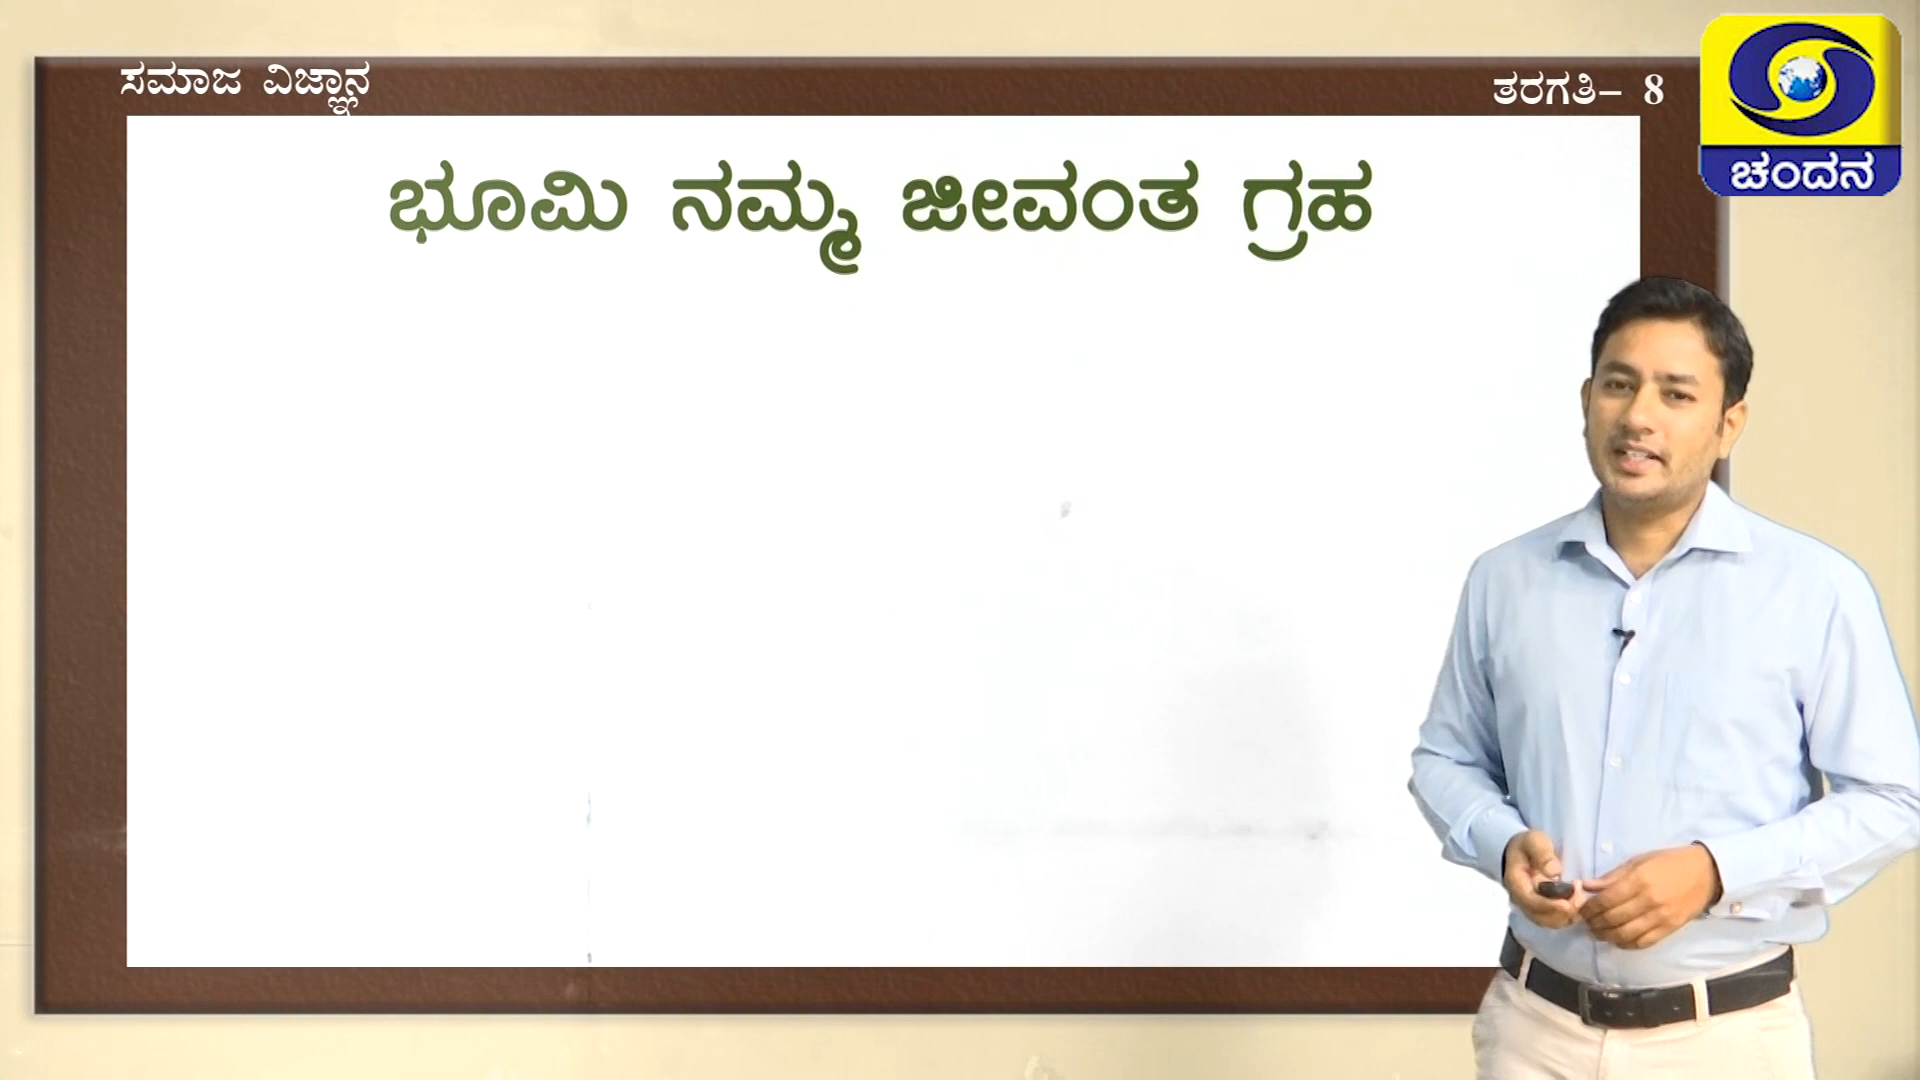 ಸಮಾಜ ವಿಜ್ಞಾನ
ತರಗತಿ– 8
ಚಂದನ
ಭೂಮಿ ನಮ್ಮ ಜೀವಂತ ಗ್ರಹ